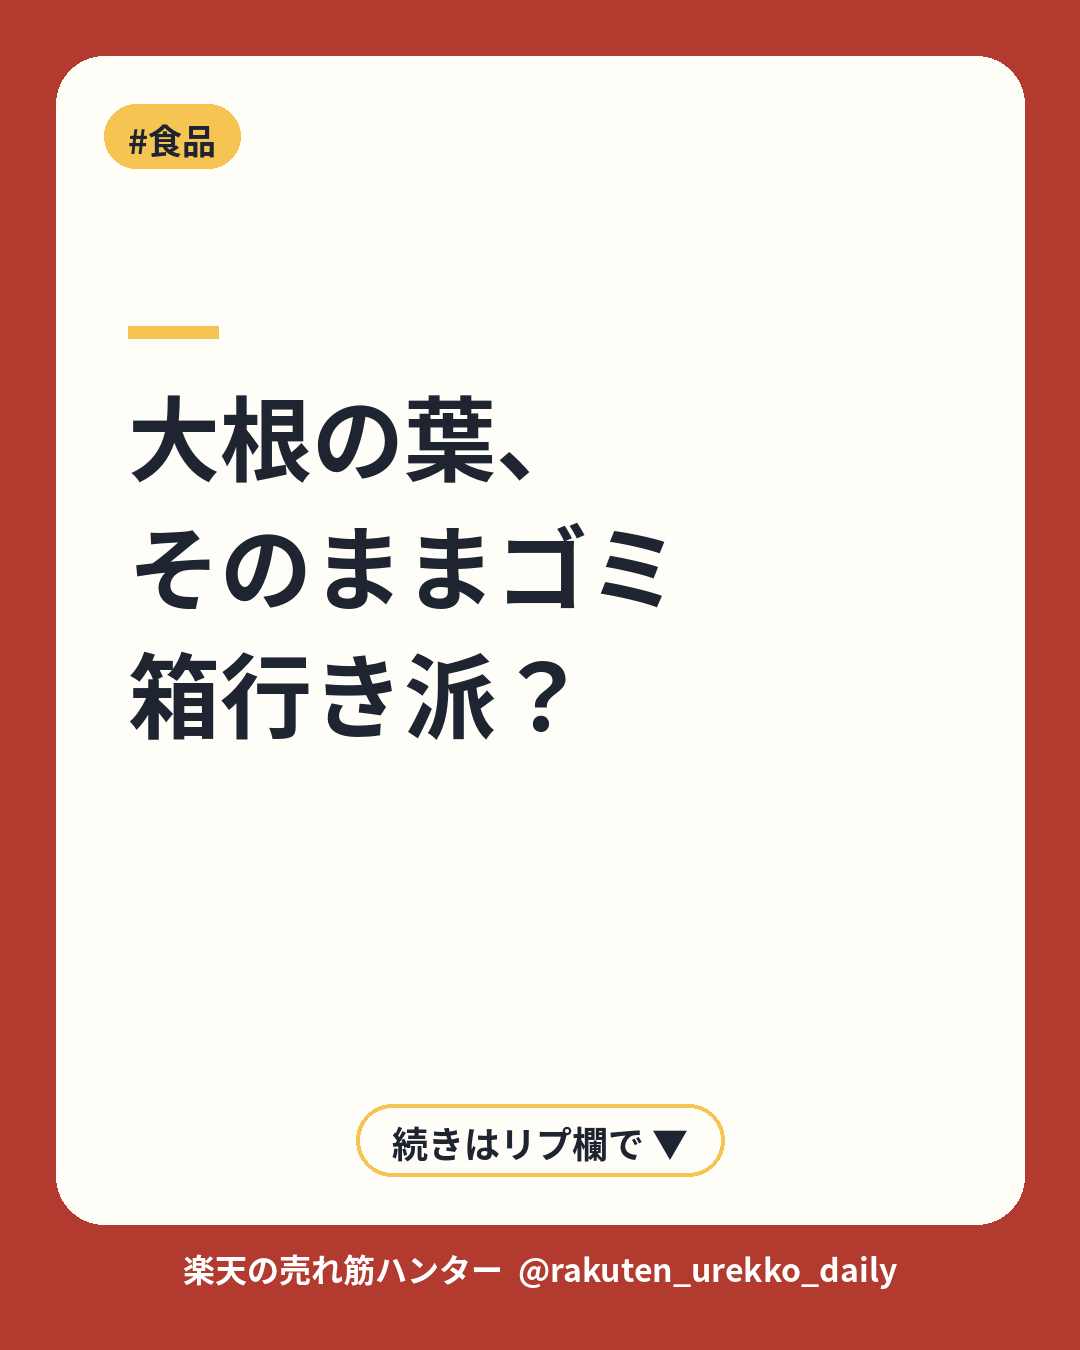 #食品
大根の葉、
そのままゴミ
箱行き派？
続きはリプ欄で ▼
楽天の売れ筋ハンター @rakuten_urekko_daily